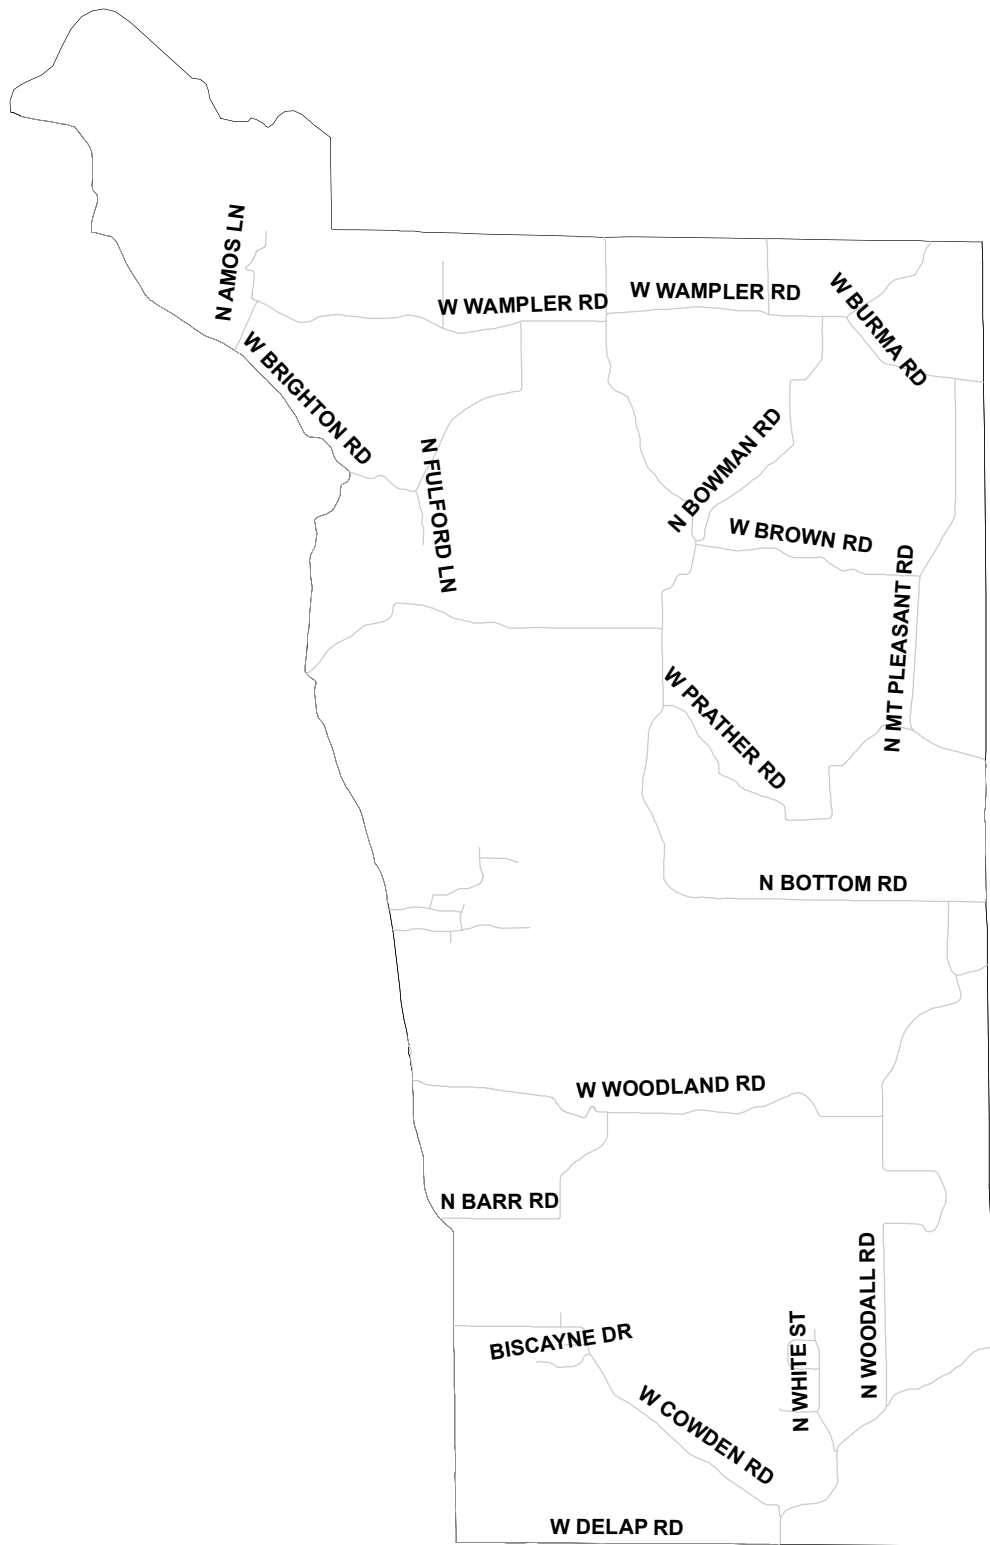 N AMOS LN
W WAMPLER RD
W WAMPLER RD
W BURMA RD
W BRIGHTON RD
N FULFORD LN
N BOWMAN RD
W BROWN RD
N MT PLEASANT RD
W PRATHER RD
N BOTTOM RD
W WOODLAND RD
N BARR RD
BISCAYNE DR
N WHITE ST
N WOODALL RD
W COWDEN RD
W DELAP RD